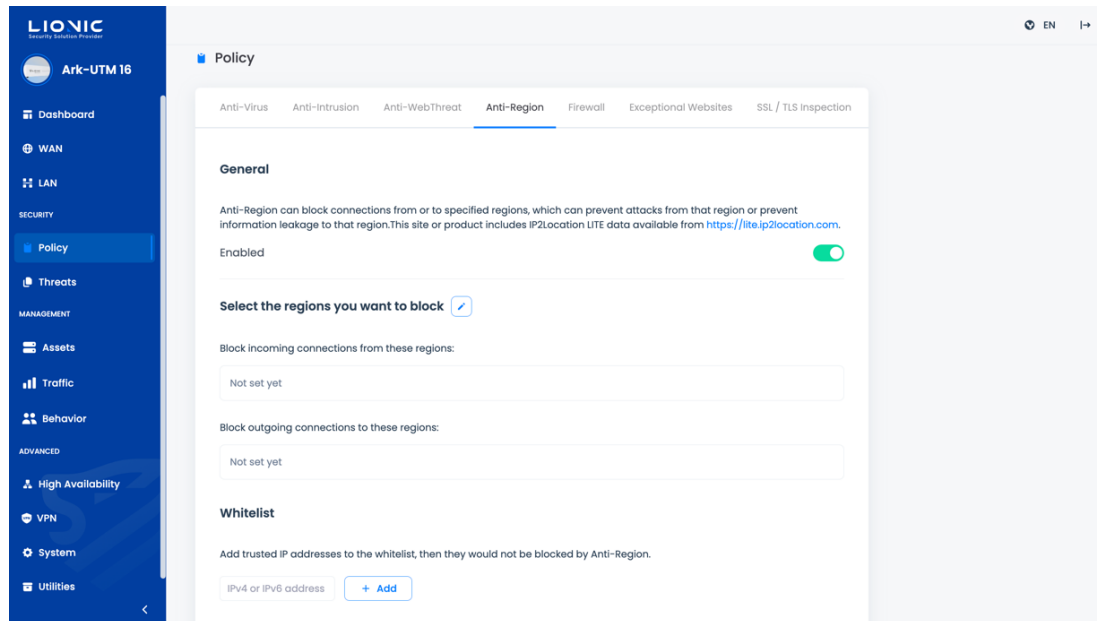 LIONIC
Security Solution Provider
Ark-UTM 16
Dashboard
WAN
LAN
SECURITY
Policy
Threats
MANAGEMENT
Assets
Traffic
Behavior
ADVANCED
High Availability
VPN
System
Utilities
EN
Policy
Anti-Virus Anti-Intrusion Anti-WebThreat Anti-Region Firewall Exceptional Websites SSL / TLS Inspection
General
Anti-Region can block connections from or to specified regions, which can prevent attacks from that region or prevent
information leakage to that region.This site or product includes IP2Location LITE data available from https://lite.ip2location.com.
Enabled
Select the regions you want to block
Block incoming connections from these regions:
Not set yet
Block outgoing connections to these regions:
Not set yet
Whitelist
Add trusted IP addresses to the whitelist, then they would not be blocked by Anti-Region.
IPv4 or IPv6 address + Add